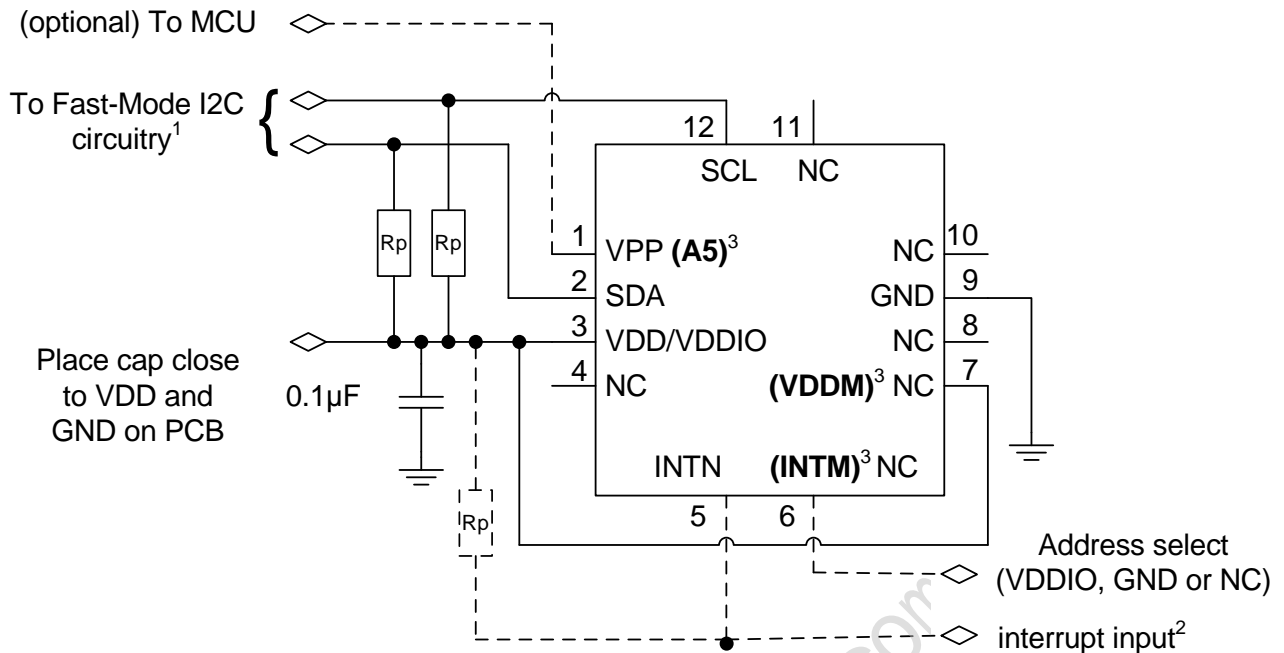 (optional) To MCU
To Fast-Mode I2C
circuitry1
{
12
11
SCL
NC
Rp
Rp
1
VPP (A5)3
NC
10
2
SDA
GND
9
3
VDD/VDDIO
NC
8
4
NC
(VDDM)3 NC
7
Place cap close
to VDD and
GND on PCB
0.1µF
INTN
(INTM)3 NC
Rp
5
6
Address select
(VDDIO, GND or NC)
interrupt input2
com